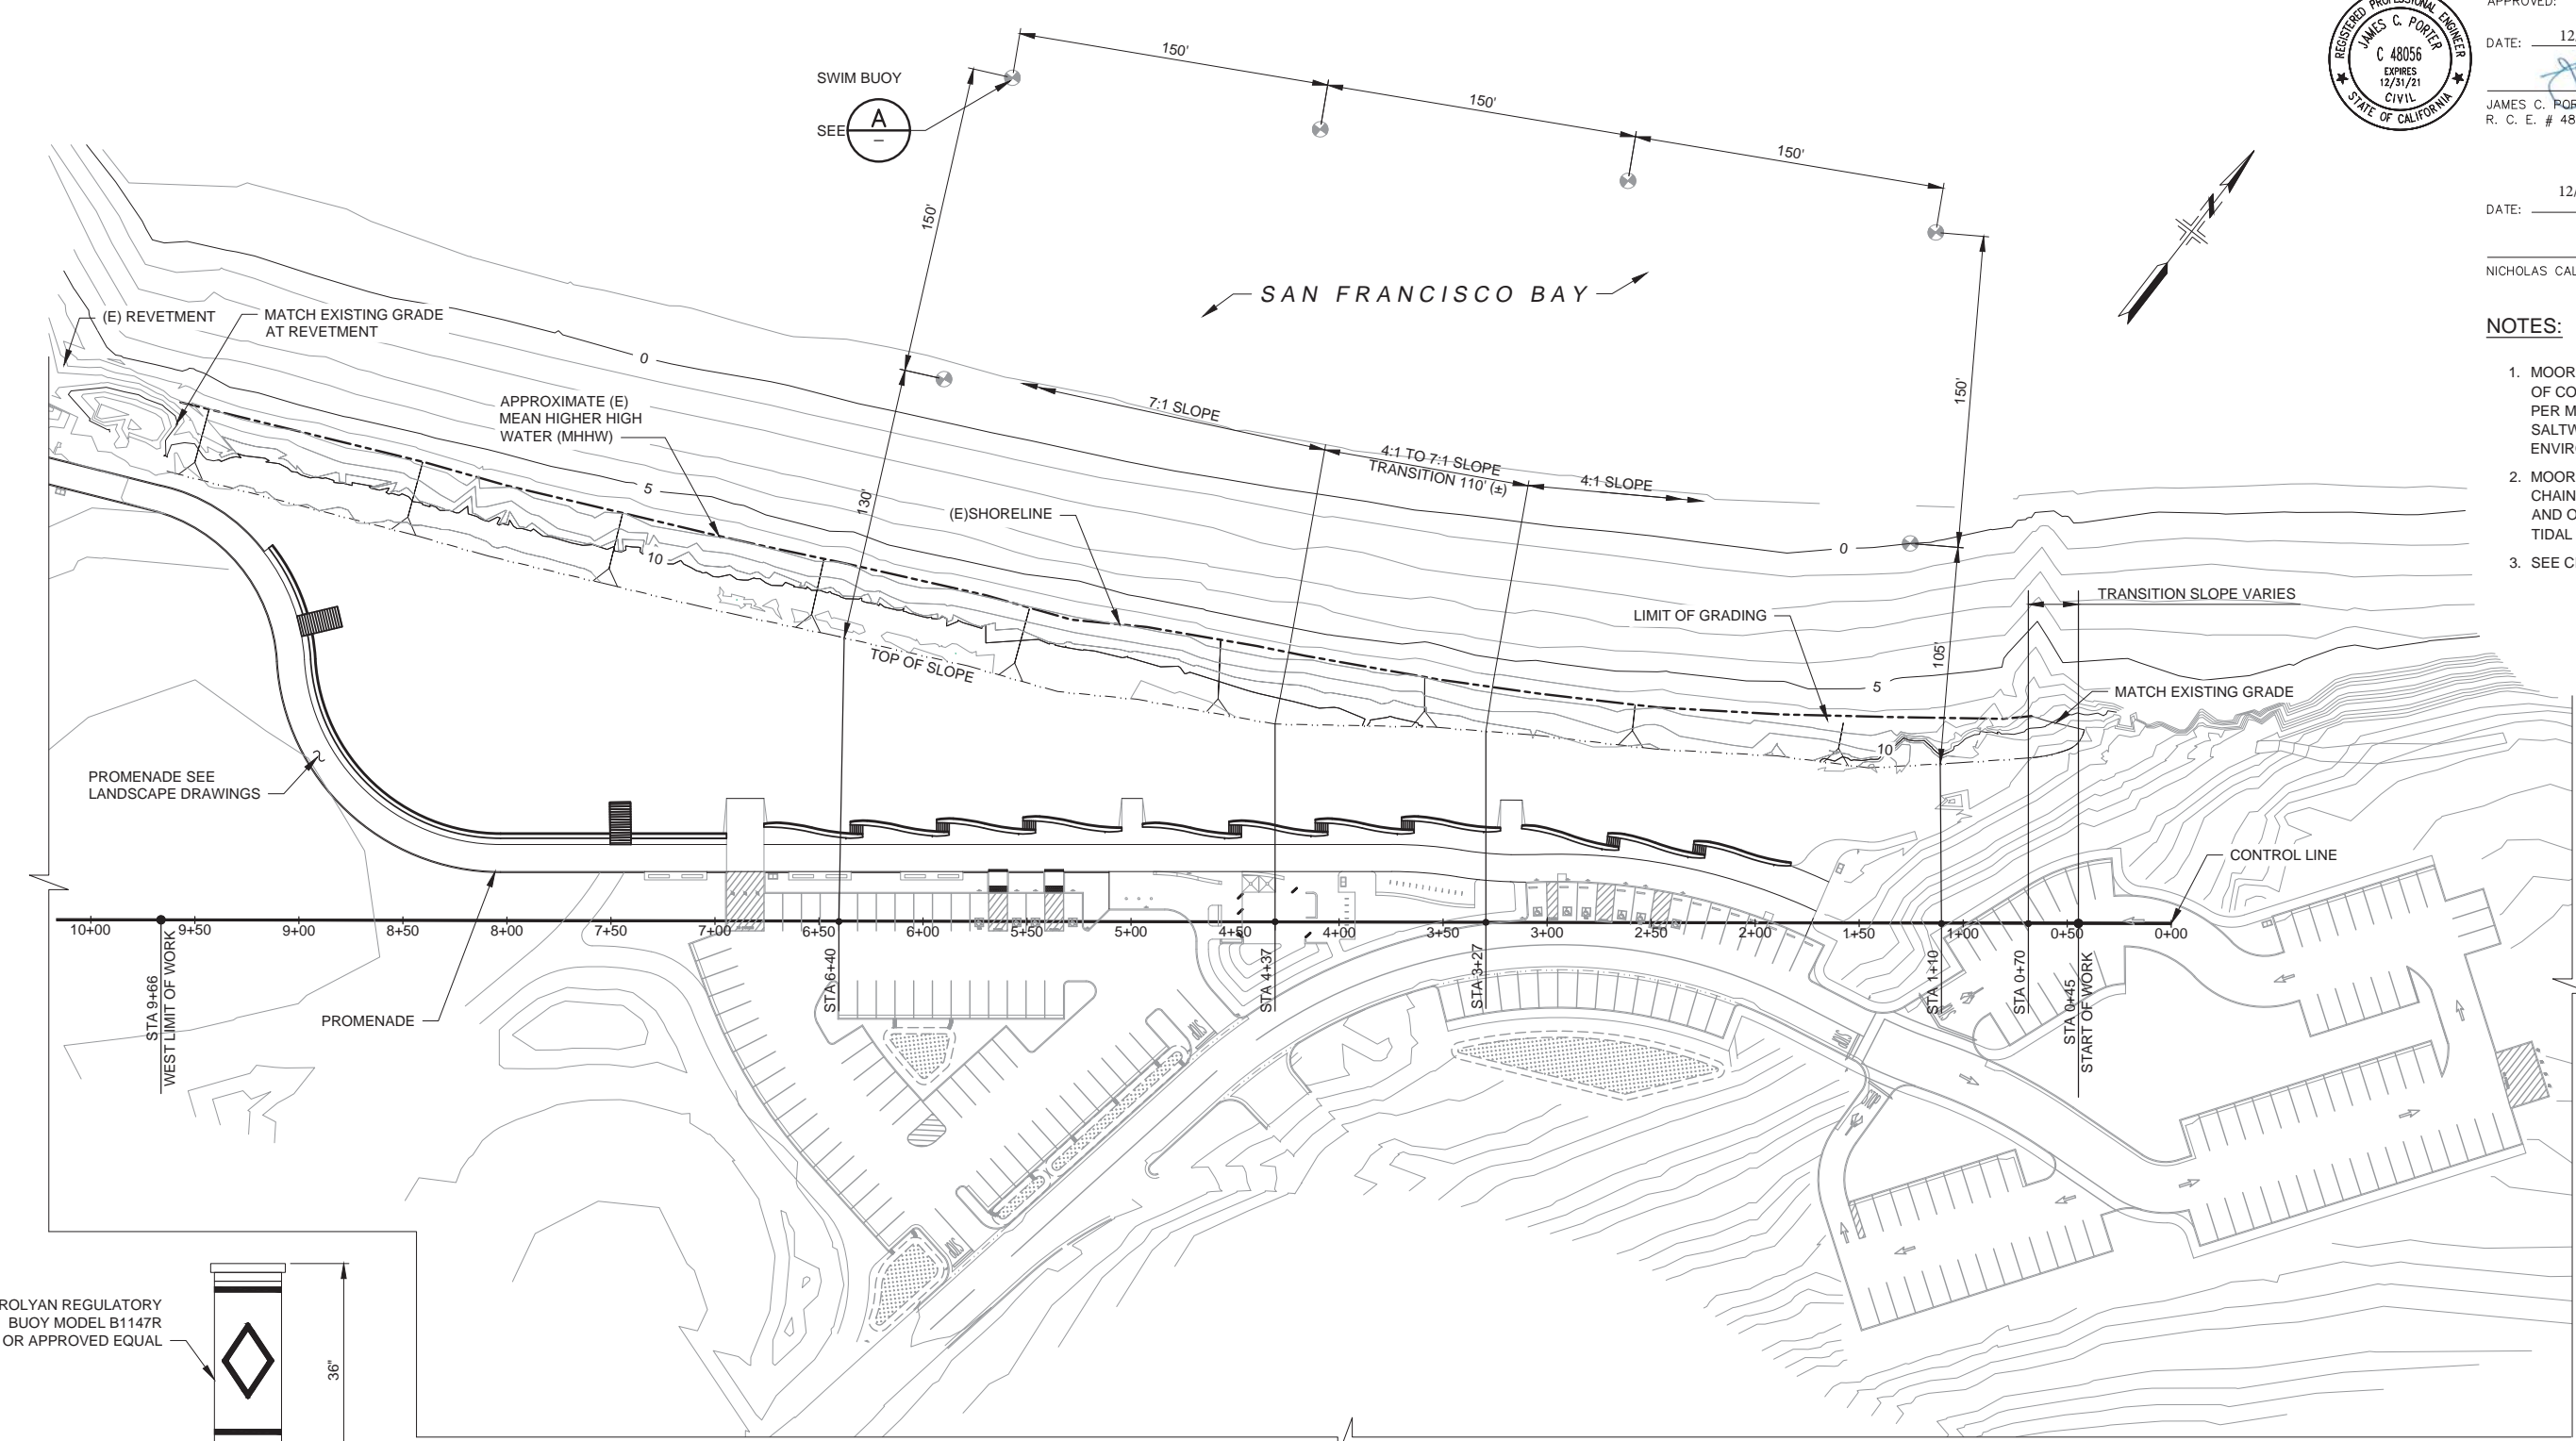 REGISTERED PROFESSIONAL ENGINEER
JAMES C. PORTER
C 48056
EXPIRES
12/31/21
CIVIL
STATE OF CALIFORNIA
APPROVED:
DATE:
JAMES C.
R. C. E. #
DATE:
NICHOLAS
NOTES:
1.
OF
PER
2.
AND
TIDAL
3. SEE
SWIM BUOY
SEE A
–
150'
150'
150'
150'
150'
130'
105'
SAN FRANCISCO BAY
N
(E) REVETMENT
MATCH EXISTING GRADE
AT REVETMENT
APPROXIMATE (E)
MEAN HIGHER HIGH
WATER (MHHW)
0
5
10
7:1 SLOPE
4:1 TO 7:1 SLOPE
TRANSITION 110' (±)
4:1 SLOPE
(E)SHORELINE
0
TRANSITION SLOPE VARIES
LIMIT OF GRADING
5
10
MATCH EXISTING GRADE
TOP OF SLOPE
PROMENADE SEE
LANDSCAPE DRAWINGS
CONTROL LINE
10+00
9+50
9+00
8+50
8+00
7+50
7+00
6+50
6+00
5+50
5+00
4+50
4+00
3+50
3+00
2+50
2+00
1+50
1+00
0+50
0+00
STA 9+66
WEST LIMIT OF WORK
STA 6+40
STA 4+37
STA 3+27
STA 1+10
STA 0+70
STA 0+45
START OF WORK
PROMENADE
STOP
STOP
STOP
STOP
ROLYAN REGULATORY
BUOY MODEL B1147R
OR APPROVED EQUAL
36"